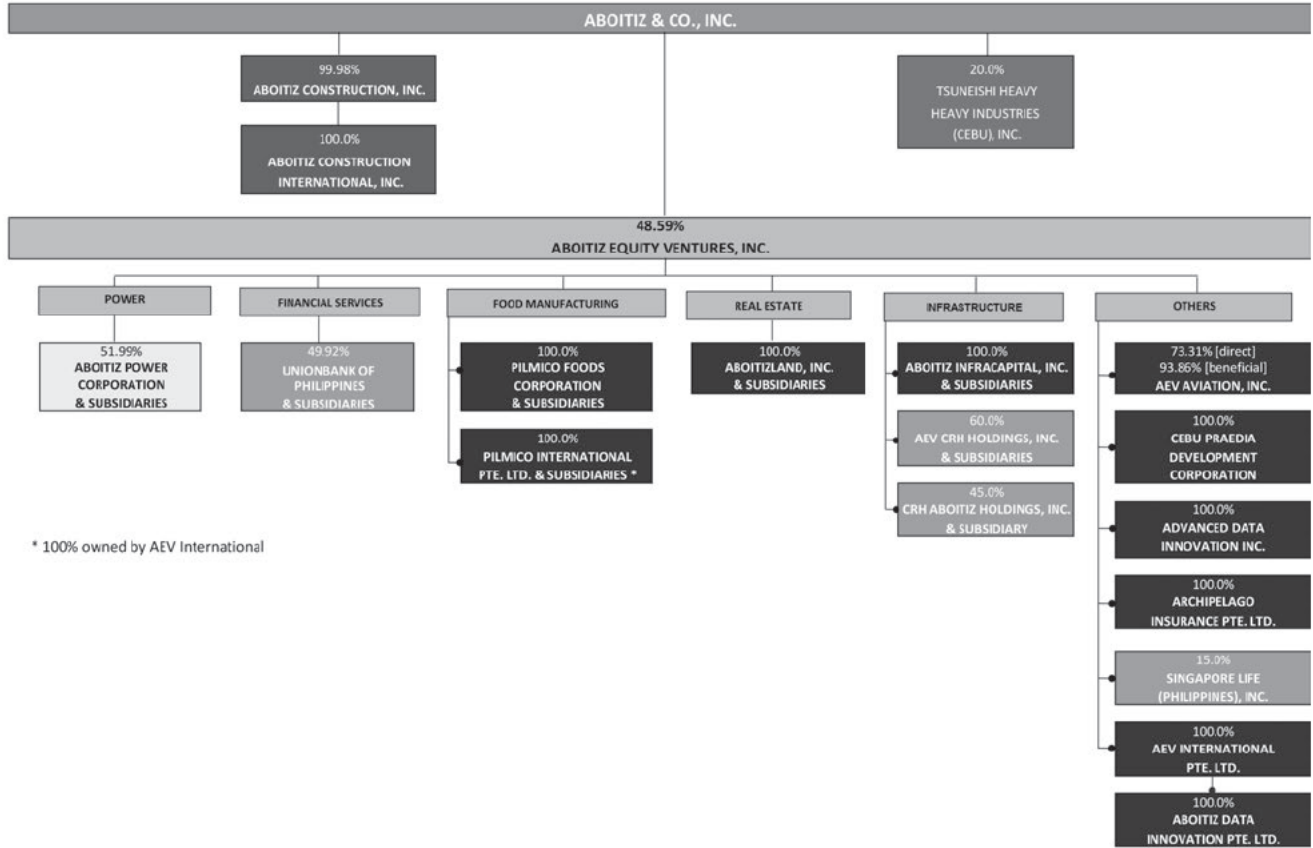 ABOITIZ & CO., INC.
99.98%
ABOITIZ CONSTRUCTION, INC.
100.0%
ABOITIZ CONSTRUCTION
INTERNATIONAL, INC.
20.0%
TSUNEISHI HEAVY
HEAVY INDUSTRIES
(CEBU), INC.
48.59%
ABOITIZ EQUITY VENTURES, INC.
POWER
51.99%
ABOITIZ POWER
CORPORATION
& SUBSIDIARIES
FINANCIAL SERVICES
49.92%
UNIONBANK OF
PHILIPPINES
& SUBSIDIARIES
FOOD MANUFACTURING
100.0%
PILMICO FOODS
CORPORATION
& SUBSIDIARIES
100.0%
PILMICO INTERNATIONAL
PTE. LTD. & SUBSIDIARIES *
REAL ESTATE
100.0%
ABOITIZLAND, INC.
& SUBSIDIARIES
INFRASTRUCTURE
100.0%
ABOITIZ INFRACAPITAL, INC.
& SUBSIDIARIES
60.0%
AEV CRH HOLDINGS, INC.
& SUBSIDIARIES
45.0%
CRH ABOITIZ HOLDINGS, INC.
& SUBSIDIARY
OTHERS
73.31% [direct]
93.86% [beneficial]
AEV AVIATION, INC.
100.0%
CEBU PRAEDIA
DEVELOPMENT
CORPORATION
100.0%
ADVANCED DATA
INNOVATION INC.
100.0%
ARCHIPELAGO
INSURANCE PTE. LTD.
15.0%
SINGAPORE LIFE
(PHILIPPINES), INC.
100.0%
AEV INTERNATIONAL
PTE. LTD.
100.0%
ABOITIZ DATA
INNOVATION PTE. LTD.
* 100% owned by AEV International